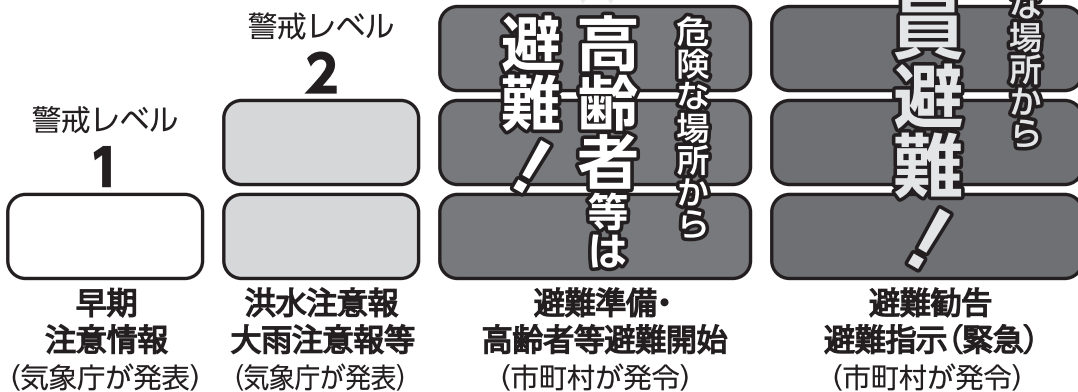 警戒レベル
1
早期
注意情報
(気象庁が発表)
警戒レベル
2
洪水注意報
大雨注意報等
(気象庁が発表)
危険な場所から
高齢者等は
避難!
避難準備・
高齢者等避難開始
(市町村が発令)
な場所から
員避難!
避難勧告
避難指示(緊急)
(市町村が発令)